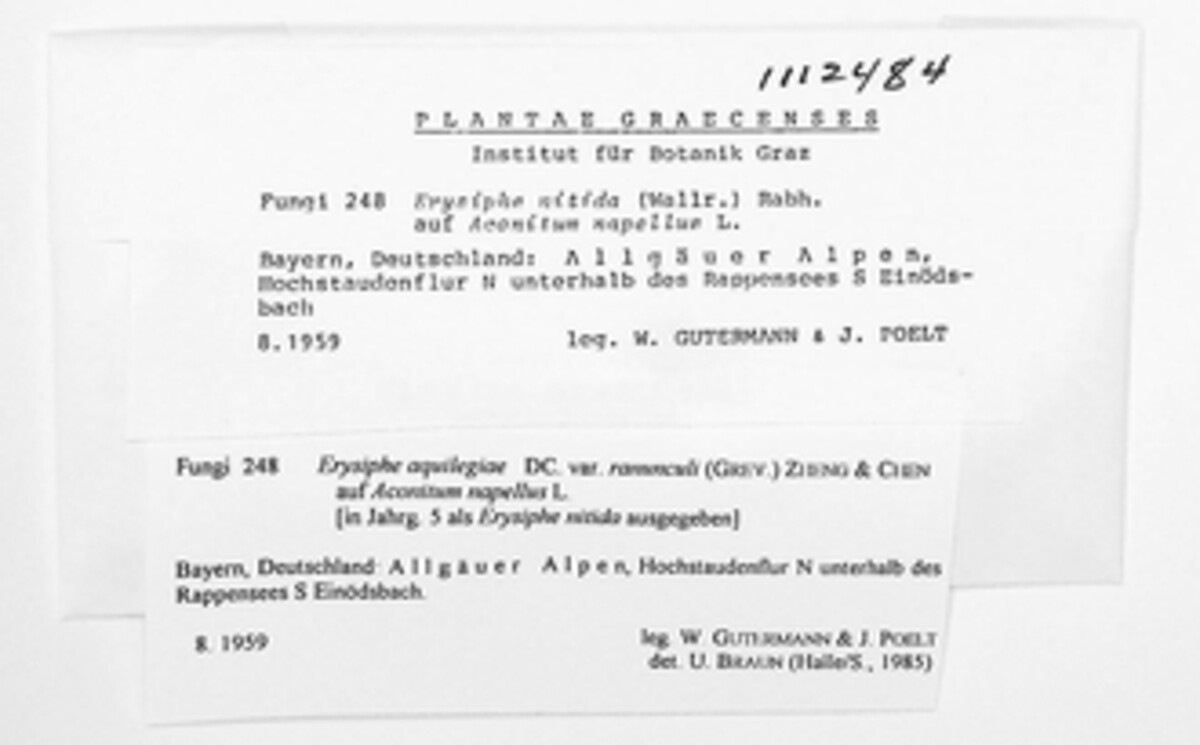 1112484
PLANTAE GRAECENSES
Institut für Botanik Graz
Fungi 248 Erysiphe nitida (Wallr.) Rabh.
auf Aconitum napellus L.
Bayern, Deutschland: Allgäuer Alpen,
Hochstaudenflur N unterhalb des Rappensees S Einöds-
bach
8.1959 leg. W. GUTERMANN & J. POELT
Fungi 248 Erysiphe aquilegiae DC. var. ranunculi (GREV.) ZHENG & CHEN
auf Aconitum napellus L.
[in Jahrg. 5 als Erysiphe nitida ausgegeben]
Bayern, Deutschland: Allgäuer Alpen, Hochstaudenflur N unterhalb des
Rappensees S Einödsbach.
8. 1959 leg. W. GUTERMANN & J. POELT
det. U. BRAUN (Halle/S., 1985)